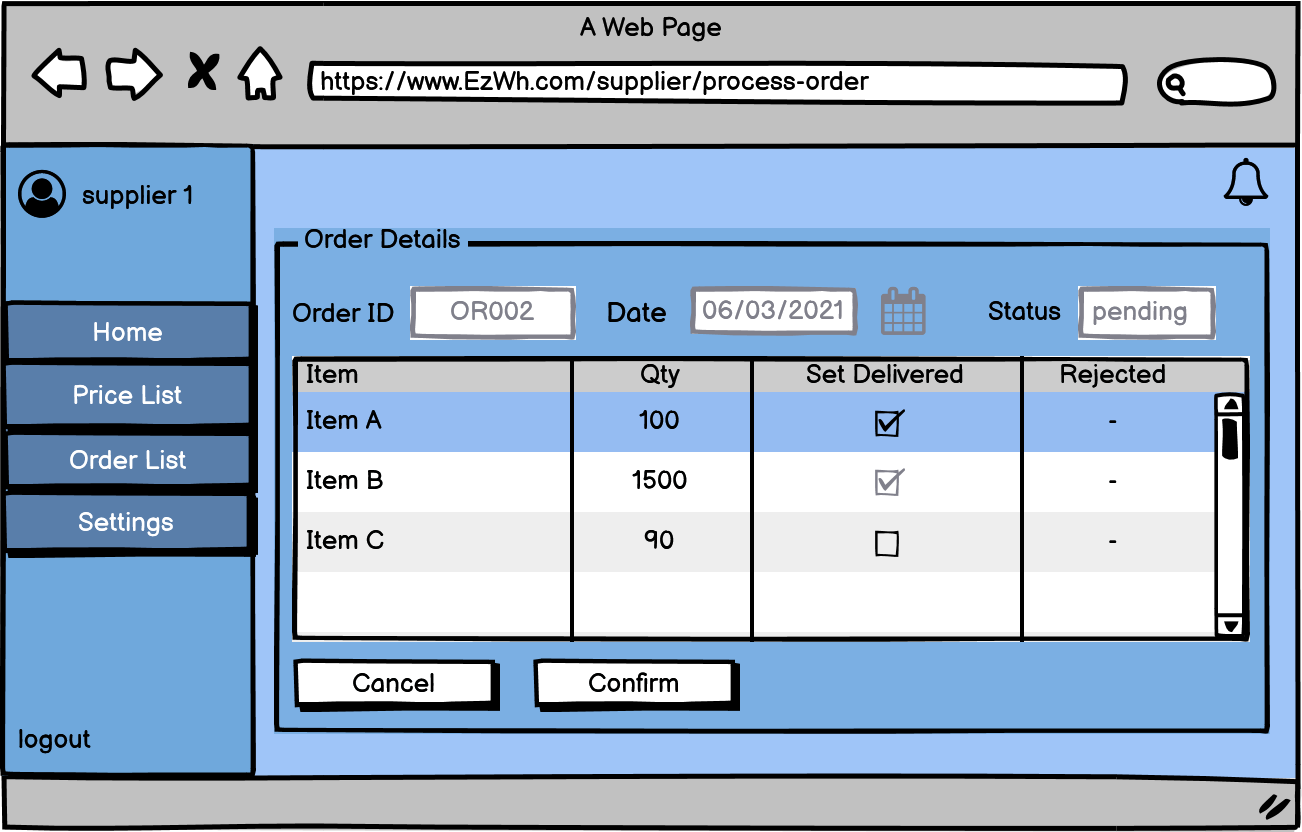 A Web Page
https://www.EzWh.com/supplier/process-order
supplier 1
Home
Price List
Order List
Settings
logout
Order Details
Order ID OR002 Date 06/03/2021 Status pending
Item Qty Set Delivered Rejected
Item A 100 -
Item B 1500 -
Item C 90 -
Cancel Confirm